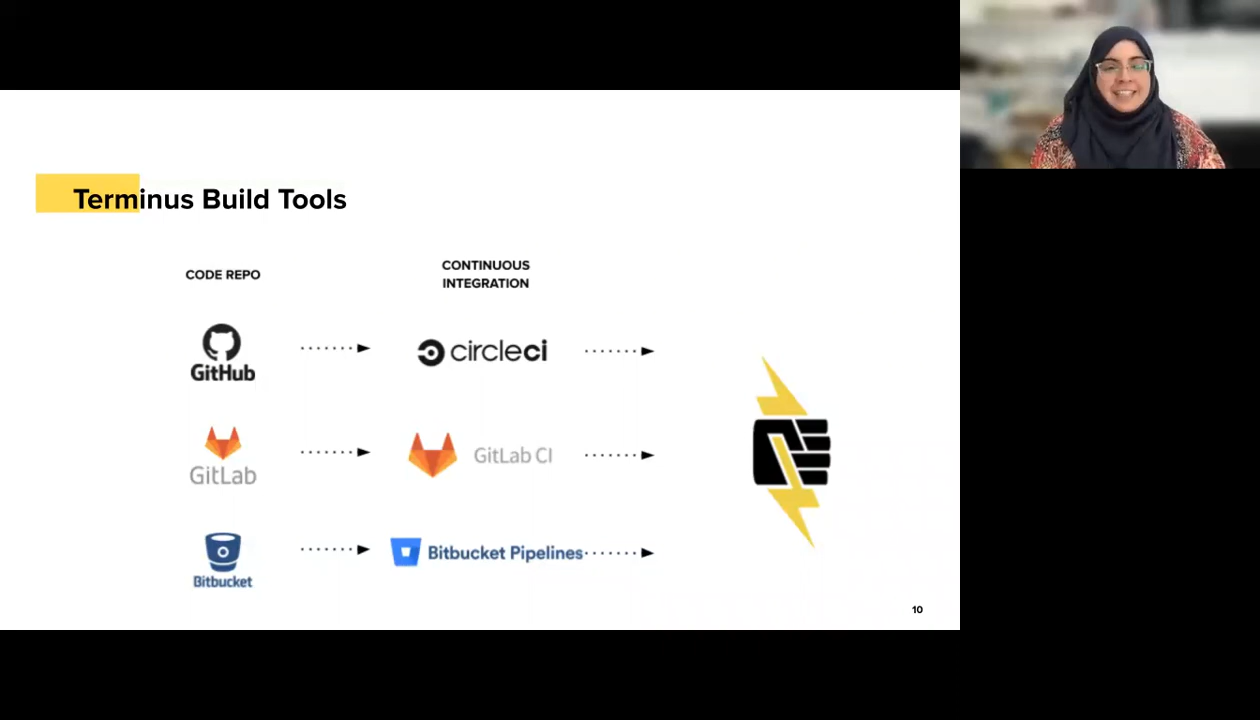 Terminus Build Tools
CODE REPO
CONTINUOUS
INTEGRATION
GitHub
circleci
GitLab
GitLab CI
Bitbucket
Bitbucket Pipelines
10